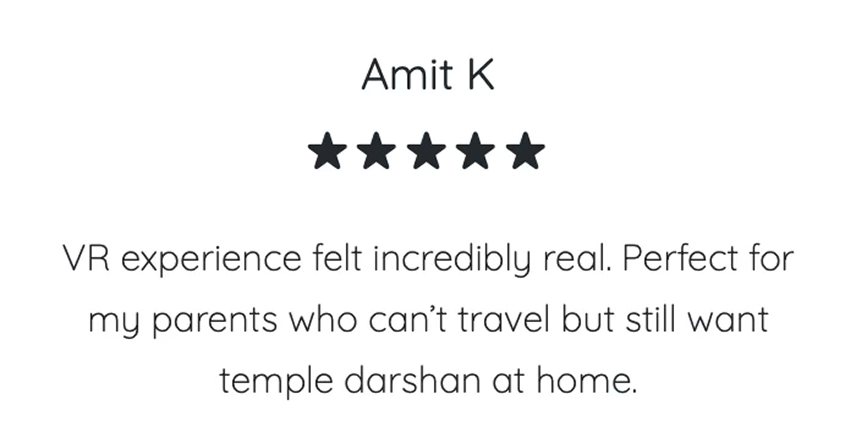 Amit K
★★★★★
VR experience felt incredibly real. Perfect for
my parents who can’t travel but still want
temple darshan at home.